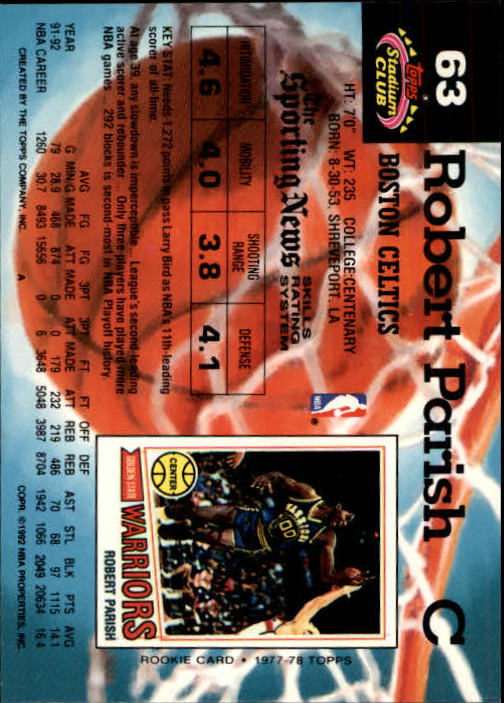 63
Topps
Stadium
CLUB
Robert Parish C
BOSTON CELTICS
HT: 7'0" WT: 235 COLLEGE: CENTENARY
BORN: 8-30-53, SHREVEPORT, LA
The Sporting News SKILLS RATING SYSTEM
INTIMIDATION MOBILITY SHOOTING RANGE DEFENSE
4.6 4.0 3.8 4.1
KEY STAT: Needs 1,272 points to pass Larry Bird as NBA's 11th-leading
scorer of all-time.
At age 39, any slowdown is imperceptible ... League's second-leading
active scorer and rebounder ... Only three players have played more
NBA games ... 292 blocks is second-most in NBA Playoff history.
AVG FG FG 3PT 3PT FT FT OFF DEF
YEAR G MING MADE ATT MADE ATT MADE ATT REB REB AST STL BLK PTS AVG
91-92 79 28.9 468 874 0 0 179 232 219 486 70 68 97 1115 14.1
NBA CAREER 1260 30.7 8493 15656 0 6 3648 5048 3987 8704 1942 1066 2049 20634 16.4
CREATED BY THE TOPPS COMPANY, INC. A COPR. ©1992 NBA PROPERTIES, INC.
NBA
WARRIORS
00
CENTER
GOLDEN STATE
WARRIORS
ROBERT PARISH
ROOKIE CARD • 1977-78 TOPPS